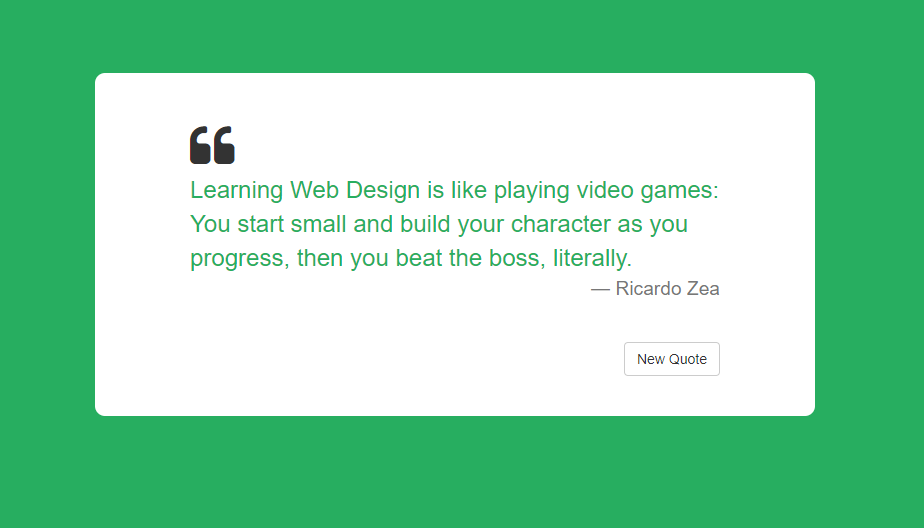 Learning Web Design is like playing video games:
You start small and build your character as you
progress, then you beat the boss, literally.
— Ricardo Zea
New Quote